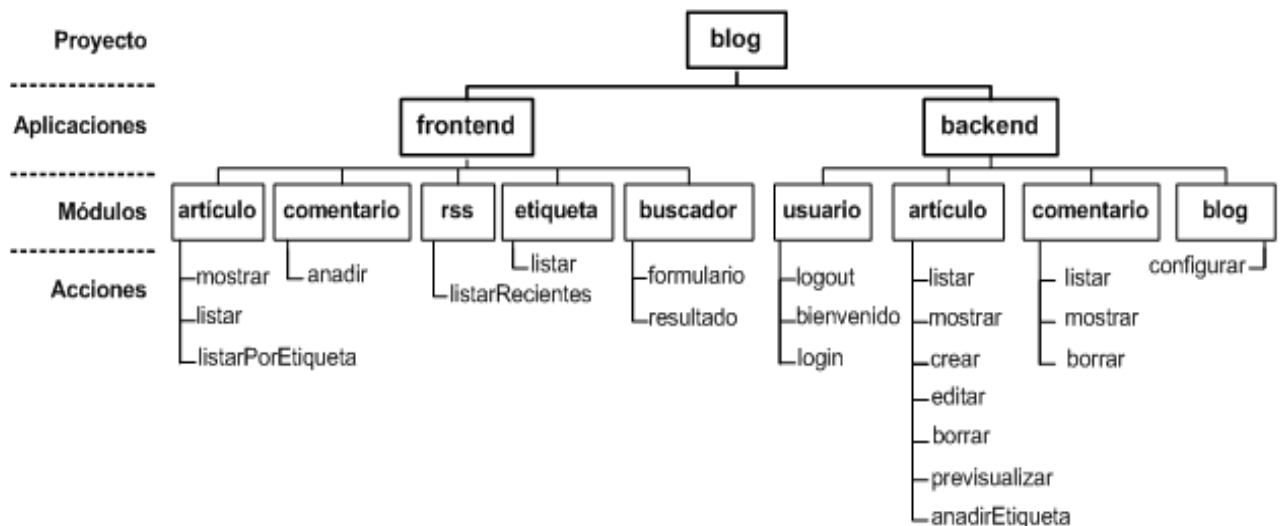 Proyecto
blog
Aplicaciones
frontend
backend
Módulos
artículo
comentario
rss
etiqueta
buscador
usuario
artículo
comentario
blog
Acciones
mostrar
listar
listarPorEtiqueta
anadir
listarRecientes
listar
formulario
resultado
logout
bienvenido
login
listar
mostrar
crear
editar
borrar
previsualizar
anadirEtiqueta
listar
mostrar
borrar
configurar